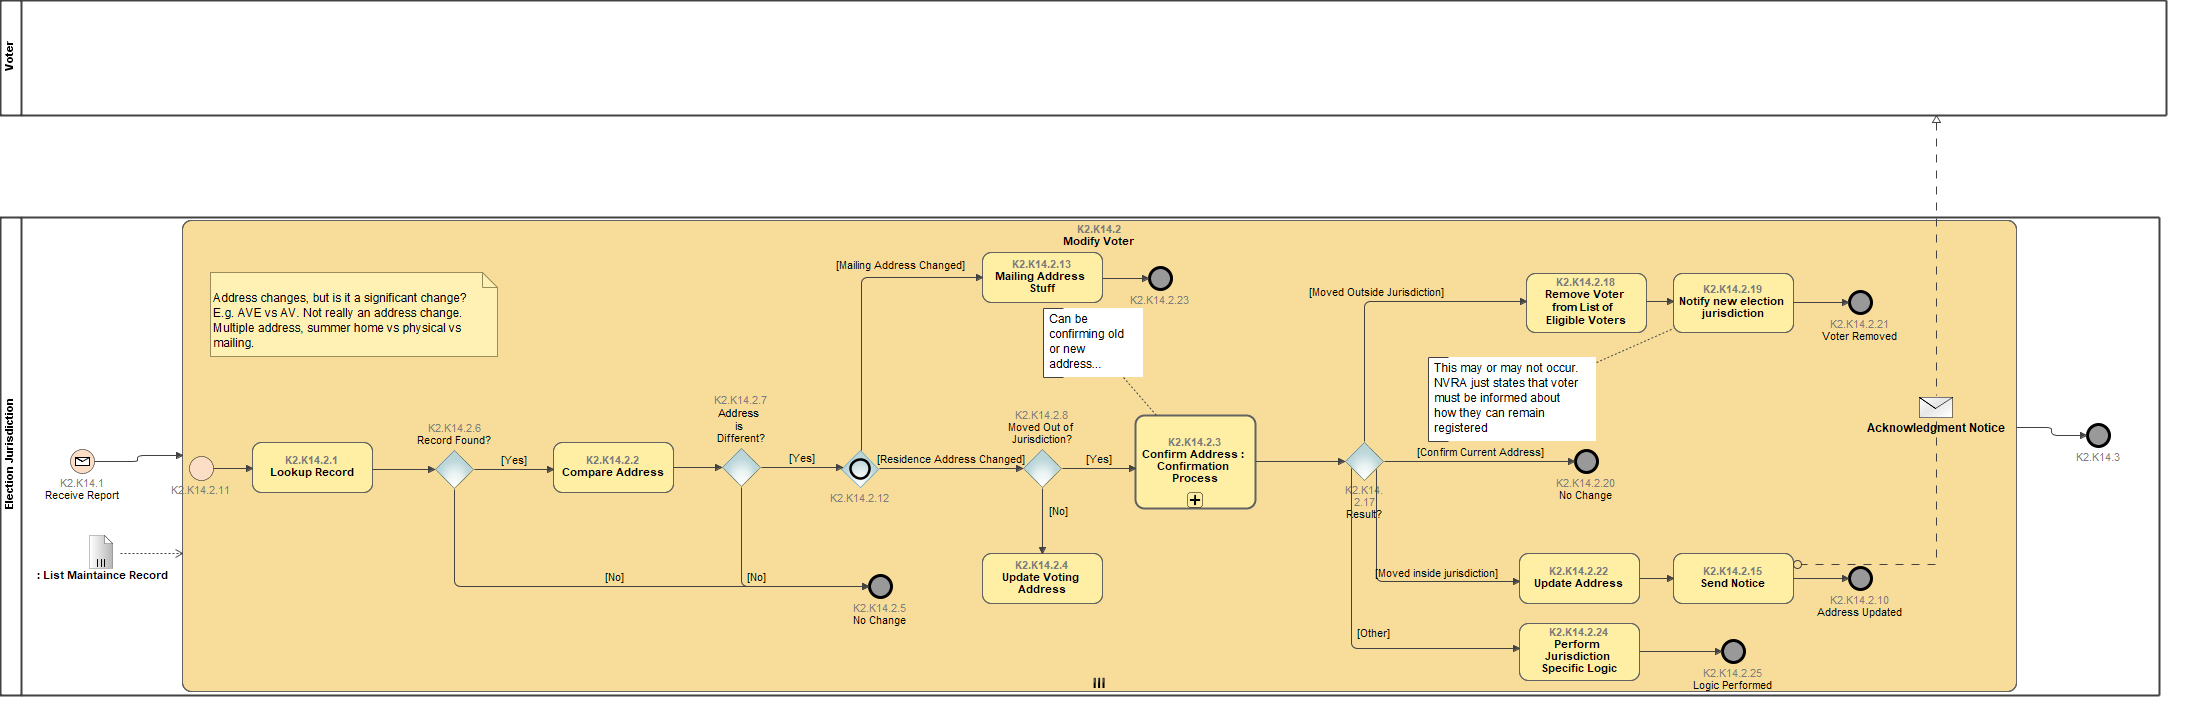 Voter
Election Jurisdiction
K2.K14.2
Modify Voter
Address changes, but is it a significant change?
E.g. AVE vs AV. Not really an address change.
Multiple address, summer home vs physical vs
mailing.
K2.K14.1
Receive Report
: List Maintaince Record
K2.K14.2.11
K2.K14.2.1
Lookup Record
K2.K14.2.6
Record Found?
[Yes]
[No]
K2.K14.2.2
Compare Address
K2.K14.2.7
Address
is
Different?
[Yes]
[No]
K2.K14.2.5
No Change
K2.K14.2.12
[Mailing Address Changed]
K2.K14.2.13
Mailing Address
Stuff
K2.K14.2.23
[Residence Address Changed]
K2.K14.2.8
Moved Out of
Jurisdiction?
[Yes]
[No]
K2.K14.2.4
Update Voting
Address
Can be
confirming old
or new
address...
K2.K14.2.3
Confirm Address :
Confirmation
Process
K2.K14.
2.17
Result?
[Moved Outside Jurisdiction]
K2.K14.2.18
Remove Voter
from List of
Eligible Voters
K2.K14.2.19
Notify new election
jurisdiction
K2.K14.2.21
Voter Removed
This may or may not occur.
NVRA just states that voter
must be informed about
how they can remain
registered
[Confirm Current Address]
K2.K14.2.20
No Change
[Moved inside jurisdiction]
K2.K14.2.22
Update Address
K2.K14.2.15
Send Notice
K2.K14.2.10
Address Updated
[Other]
K2.K14.2.24
Perform
Jurisdiction
Specific Logic
K2.K14.2.25
Logic Performed
Acknowledgment Notice
K2.K14.3